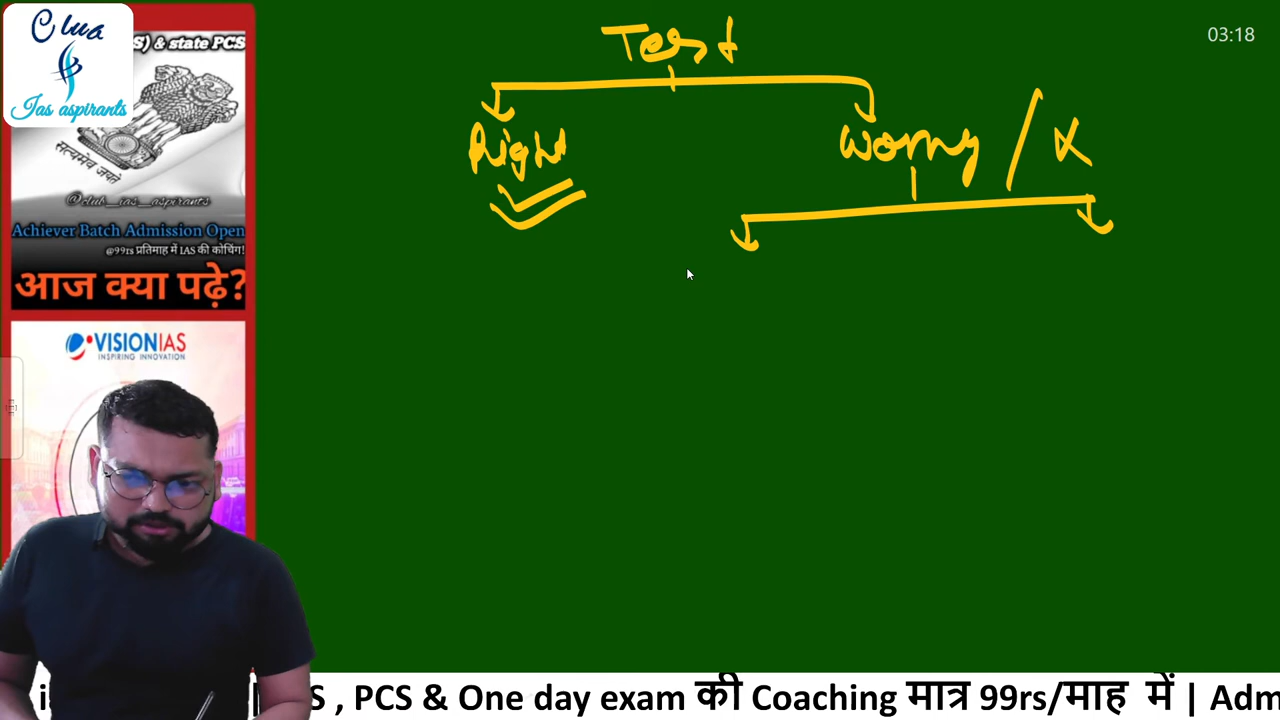 Club
Ias aspirants
S) & state PCS
सत्यमेव जयते
@club_ias_aspirants
Achiever Batch Admission Open
@99rs प्रतिमाह में IAS की कोचिंग!
आज क्या पढ़े?
VISIONIAS
INSPIRING INNOVATION
03:18
Test
Right
Worng / X
S , PCS & One day exam की Coaching मात्र 99rs/माह में | Adm